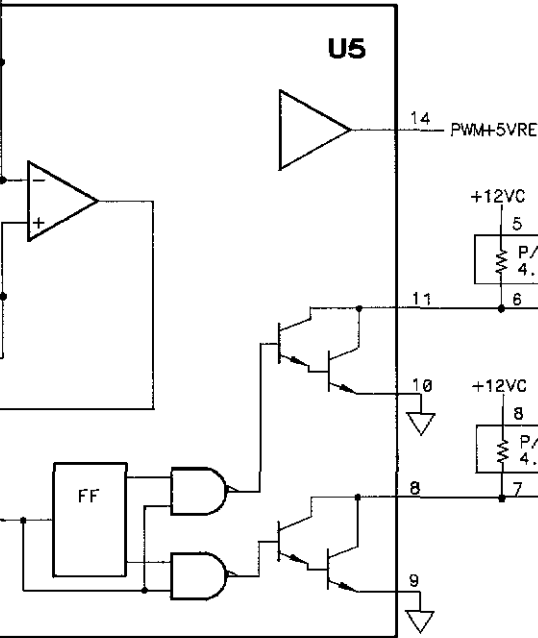 U5
14 PWM+5VRE
+12VC
5
P/
4.
11 6
10
+12VC
8
P/
4.
FF
8 7
9
−
+